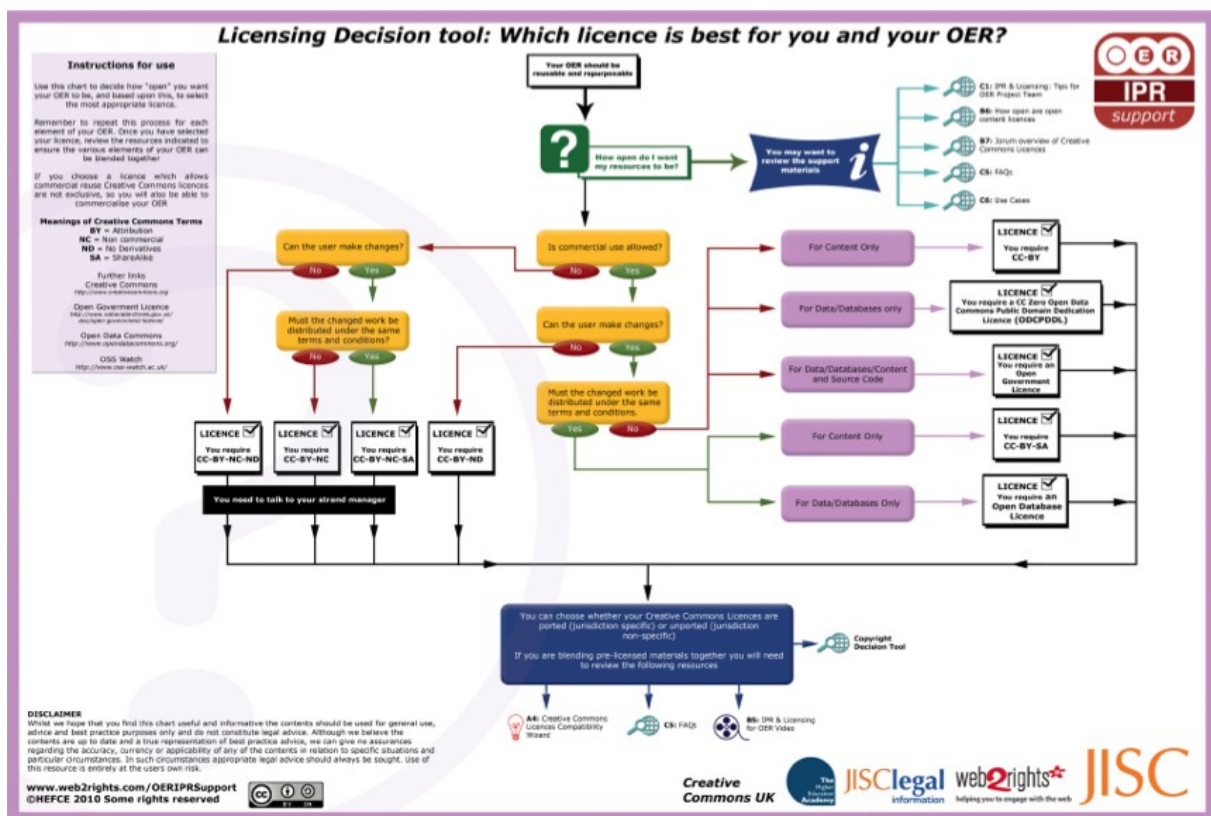 Licensing Decision tool: Which licence is best for you and your OER?
Instructions for use
Use this chart to decide how "open" you want
your OER to be, and based upon this, to select
the most appropriate licence.
Remember to repeat this process for each
element of your OER. Once you have selected
your licence, review the resources indicated to
ensure the various elements of your OER can
be blended together
If you choose a licence which allows
commercial reuse Creative Commons licences
are not exclusive, so you will also be able to
commercialise your OER
Meanings of Creative Commons Terms
BY = Attribution
NC = Non commercial
ND = No Derivatives
SA = ShareAlike
Further links
Creative Commons
http://www.creativecommons.org
Open Goverment Licence
http://www.nationalarchives.gov.uk/
doc/open-government-licence/
Open Data Commons
http://www.opendatacommons.org/
OSS Watch
http://www.oss-watch.ac.uk/
Your OER should be
reusable and repurposable
?
How open do I want
my resources to be?
You may want to
review the support
materials
i
C1: IPR & Licensing: Tips for
OER Project Team
B6: How open are open
content licences
B7: Jorum overview of Creative
Commons Licences
C5: FAQs
C6: Use Cases
OER
IPR
support
Can the user make changes?
No
Yes
Must the changed work be
distributed under the same
terms and conditions?
No
Yes
Is commercial use allowed?
No
Yes
Can the user make changes?
No
Yes
Must the changed work be
distributed under the same
terms and conditions.
Yes
No
For Content Only
LICENCE
You require
CC-BY
For Data/Databases only
LICENCE
You require a CC Zero Open Data
Commons Public Domain Dedication
Licence (ODCPDDL)
For Data/Databases/Content
and Source Code
LICENCE
You require an
Open
Government
Licence
For Content Only
LICENCE
You require
CC-BY-SA
For Data/Databases Only
LICENCE
You require an
Open Database
Licence
LICENCE
You require
CC-BY-NC-ND
LICENCE
You require
CC-BY-NC
LICENCE
You require
CC-BY-NC-SA
LICENCE
You require
CC-BY-ND
You need to talk to your strand manager
You can choose whether your Creative Commons Licences are
ported (jurisdiction specific) or unported (jurisdiction
non-specific)
If you are blending pre-licensed materials together you will need
to review the following resources
Copyright
Decision Tool
A4: Creative Commons
Licences Compatibility
Wizard
C5: FAQs
B5: IPR & Licensing
for OER Video
DISCLAIMER
Whilst we hope that you find this chart useful and informative the contents should be used for general use,
advice and best practice purposes only and do not constitute legal advice. Although we believe the
contents are up to date and a true representation of best practice advice, we can give no assurances
regarding the accuracy, currency or applicability of any of the contents in relation to specific situations and
particular circumstances. In such circumstances appropriate legal advice should always be sought. Use of
this resource is entirely at the users own risk.
www.web2rights.com/OERIPRSupport
©HEFCE 2010 Some rights reserved
cc
BY
Creative
Commons UK
The
Higher
Education
Academy
JISClegal
information
web2rights
helping you to engage with the web
JISC